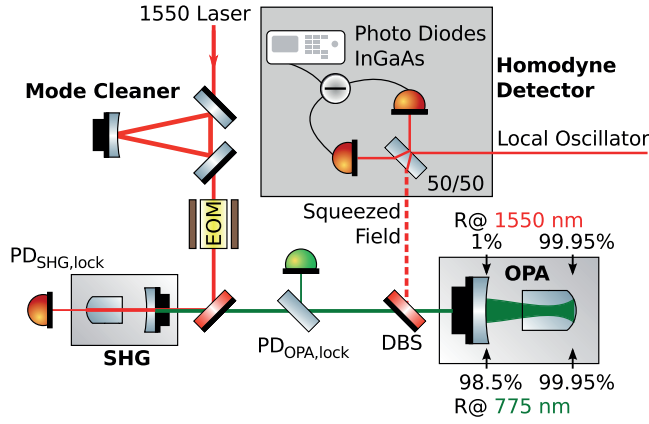 1550 Laser
Photo Diodes
InGaAs
Homodyne
Detector
Mode Cleaner
Local Oscillator
50/50
EOM
Squeezed
Field
R@ 1550 nm
1% 99.95%
OPA
PD_SHG,lock
SHG
PD_OPA,lock
DBS
98.5% 99.95%
R@ 775 nm